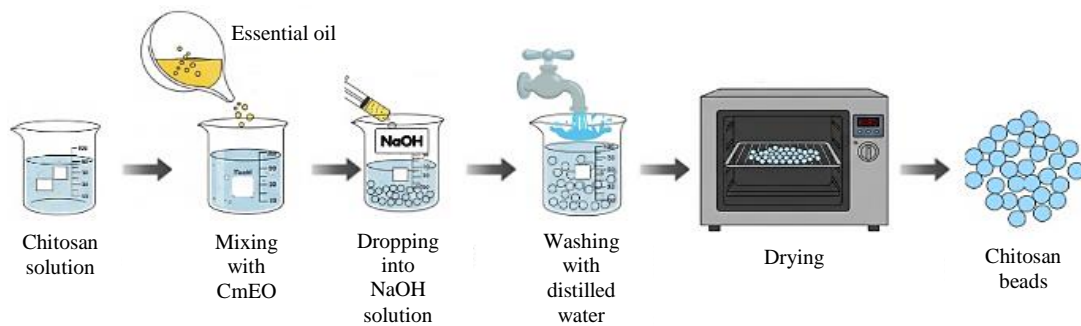 Essential oil
NaOH
Chitosan
solution
Mixing
with
CmEO
Dropping
into
NaOH
solution
Washing
with
distilled
water
Drying
Chitosan
beads